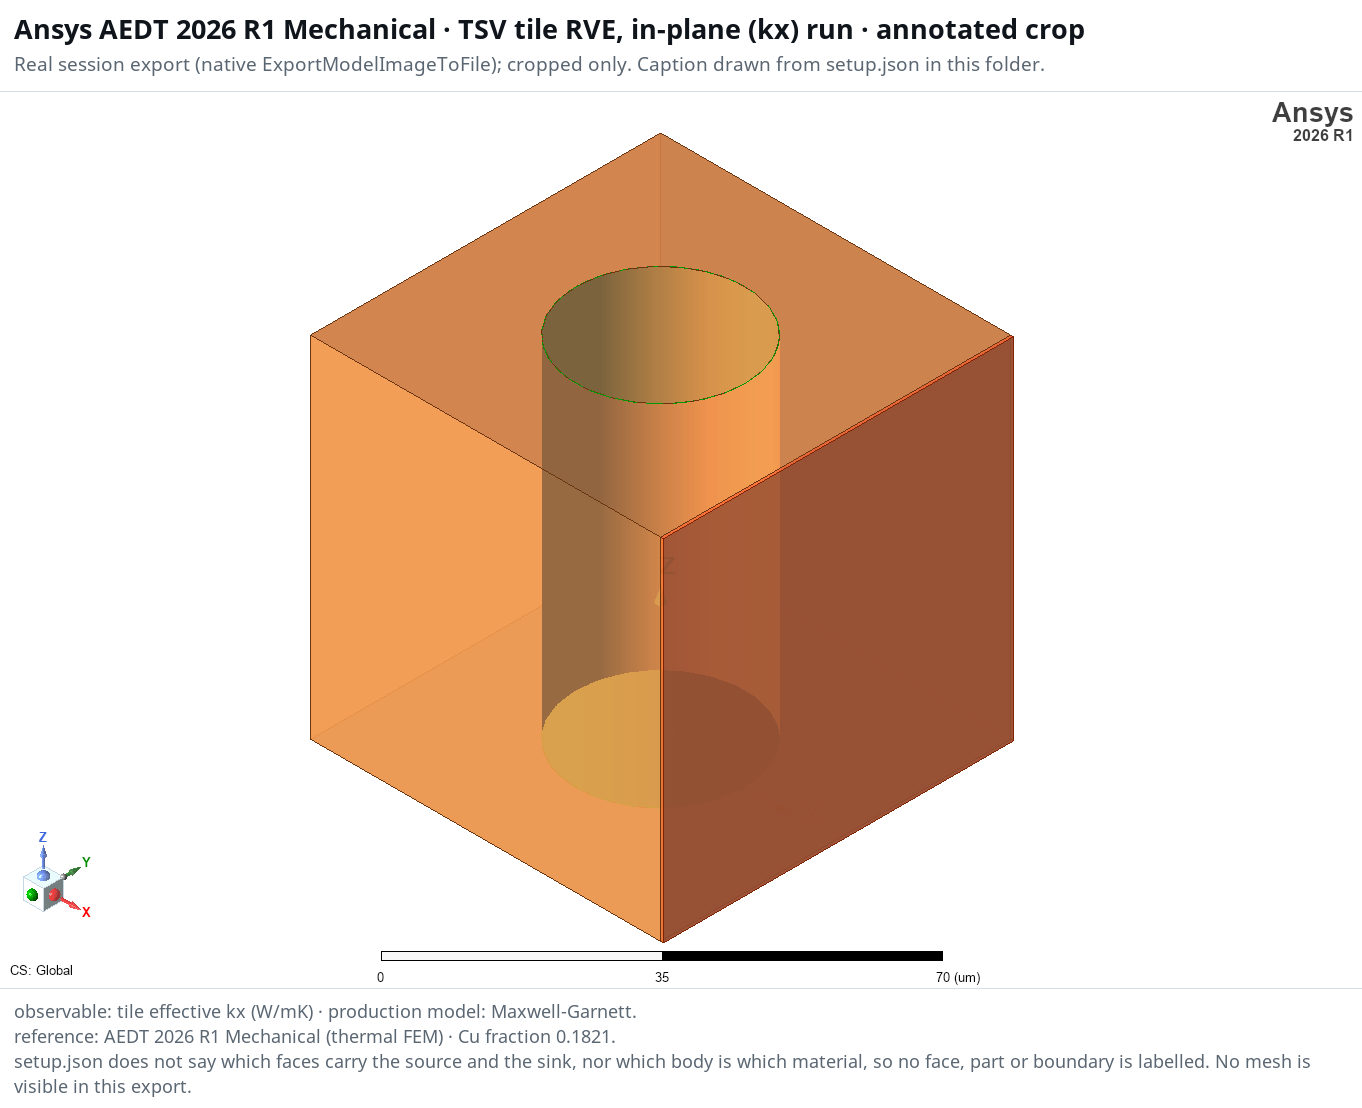 Ansys AEDT 2026 R1 Mechanical · TSV tile RVE, in-plane (kx) run · annotated crop
Real session export (native ExportModelImageToFile); cropped only. Caption drawn from setup.json in this folder.
Ansys
2026 R1
Z
Z
Y
X
CS: Global
0
35
70 (um)
observable: tile effective kx (W/mK) · production model: Maxwell-Garnett.
reference: AEDT 2026 R1 Mechanical (thermal FEM) · Cu fraction 0.1821.
setup.json does not say which faces carry the source and the sink, nor which body is which material, so no face, part or boundary is labelled. No mesh is
visible in this export.